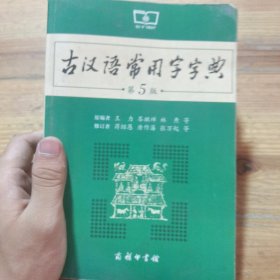 古汉语常用字字典
第5版
原编者 王力 岑麒祥 林焘 等
修订者 蒋绍愚 唐作藩 张万起 等
商务印书馆